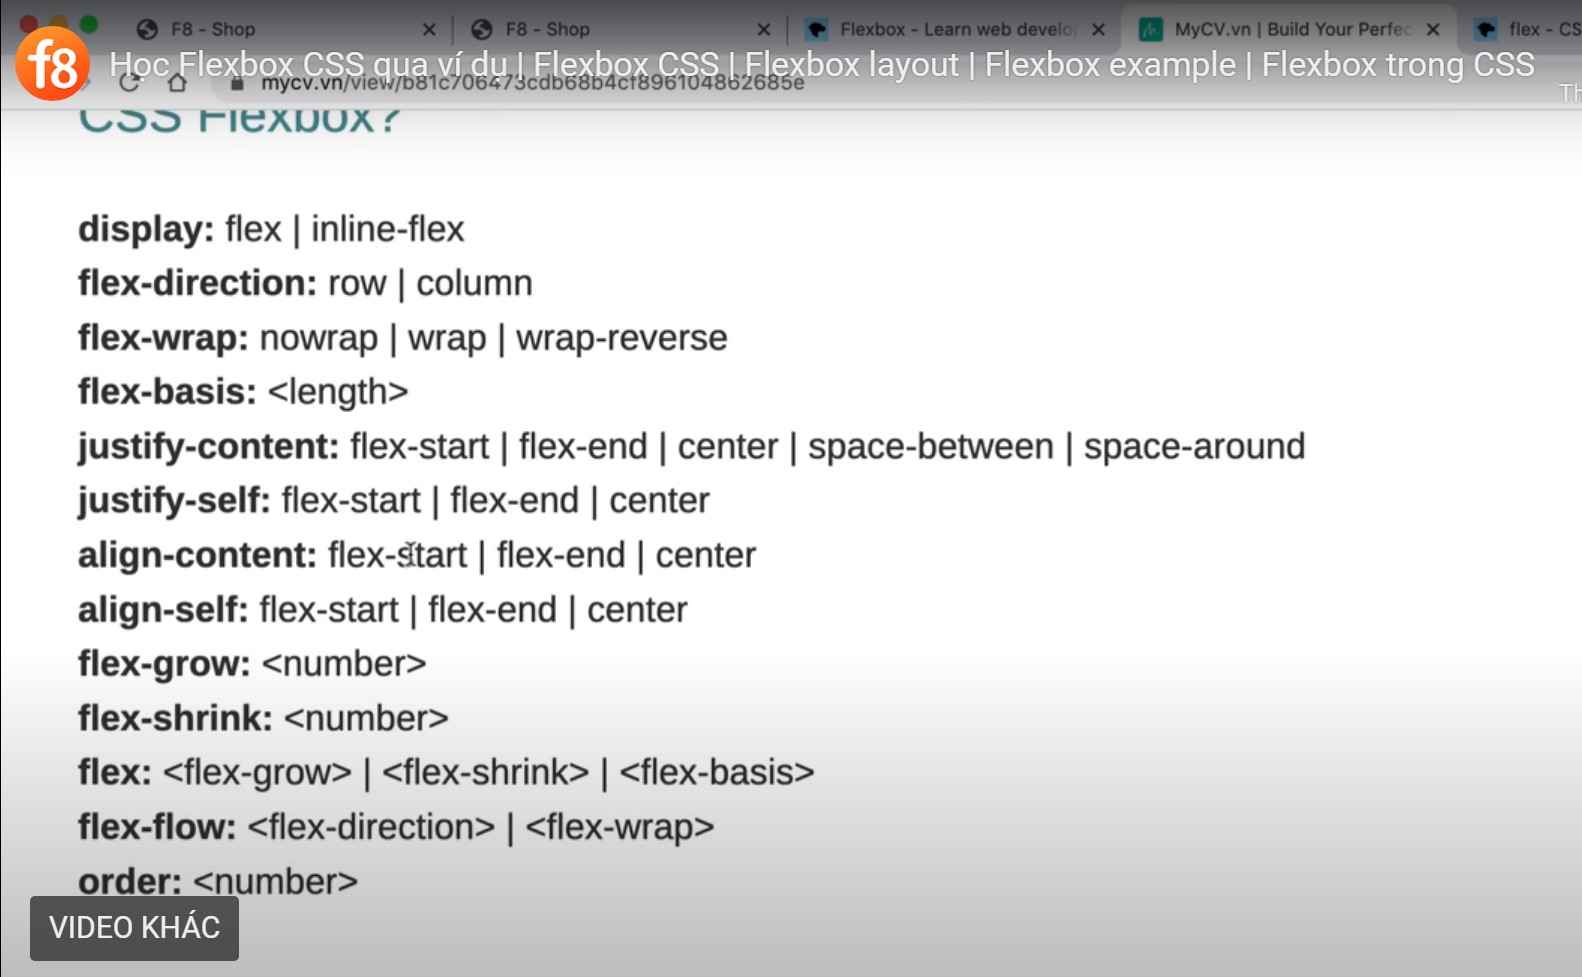 F8 - Shop
F8 - Shop
Flexbox - Learn web develo
MyCV.vn | Build Your Perfec
flex - CS
f8
Học Flexbox CSS qua ví dụ | Flexbox CSS | Flexbox layout | Flexbox example | Flexbox trong CSS
mycv.vn/view/b81c706473cdb68b4cf896104862685e
Th
CSS Flexbox?
display: flex | inline-flex
flex-direction: row | column
flex-wrap: nowrap | wrap | wrap-reverse
flex-basis: <length>
justify-content: flex-start | flex-end | center | space-between | space-around
justify-self: flex-start | flex-end | center
align-content: flex-start | flex-end | center
align-self: flex-start | flex-end | center
flex-grow: <number>
flex-shrink: <number>
flex: <flex-grow> | <flex-shrink> | <flex-basis>
flex-flow: <flex-direction> | <flex-wrap>
order: <number>
VIDEO KHÁC